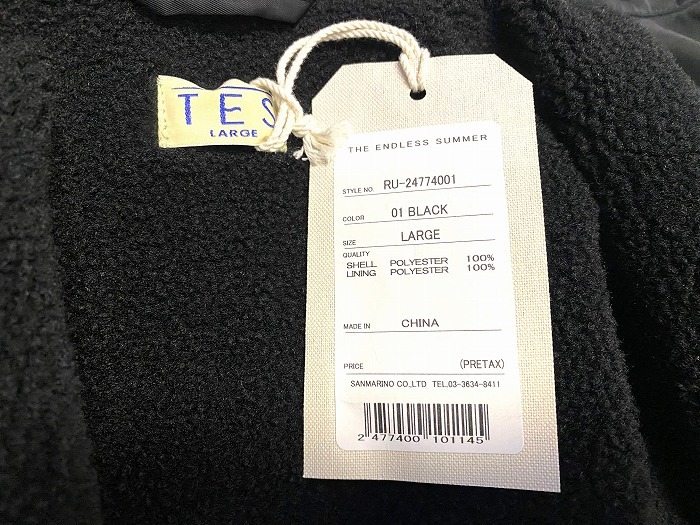 TES
LARGE
THE ENDLESS SUMMER
STYLE NO. RU-24774001
COLOR 01 BLACK
SIZE LARGE
QUALITY
SHELL POLYESTER 100%
LINING POLYESTER 100%
MADE IN CHINA
PRICE (PRETAX)
SANMARINO CO.,LTD TEL.03-3634-8411
2 477400 101145